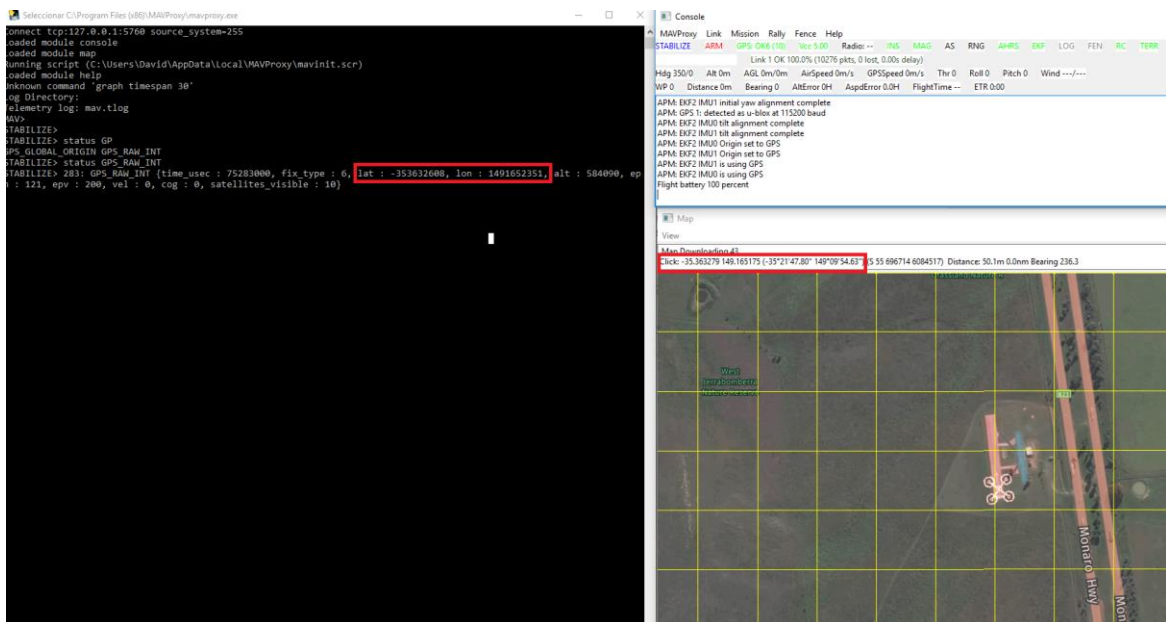 Seleccionar C:\Program Files (x86)\MAVProxy\mavproxy.exe
Connect tcp:127.0.0.1:5760 source_system=255
oaded module console
oaded module map
Running script (C:\Users\David\AppData\Local\MAVProxy\mavinit.scr)
oaded module help
Unknown command 'graph timespan 30'
og Directory:
Telemetry log: mav.tlog
MAV>
STABILIZE>
STABILIZE> status GP
GPS_GLOBAL_ORIGIN GPS_RAW_INT
STABILIZE> status GPS_RAW_INT
STABILIZE> 283: GPS_RAW_INT {time_usec : 75283000, fix_type : 6, lat : -353632608, lon : 1491652351, alt : 584090, ep
h : 121, epv : 200, vel : 0, cog : 0, satellites_visible : 10}
Console
MAVProxy Link Mission Rally Fence Help
STABILIZE ARM GPS: OK6 (10) Vcc 5.00 Radio: -- INS MAG AS RNG AHRS EKF LOG FEN RC TERR
Link 1 OK 100.0% (10276 pkts, 0 lost, 0.00s delay)
Hdg 350/0 Alt 0m AGL 0m/0m AirSpeed 0m/s GPSSpeed 0m/s Thr 0 Roll 0 Pitch 0 Wind ---/---
WP 0 Distance 0m Bearing 0 AltError 0H AspdError 0.0H FlightTime -- ETR 0:00
APM: EKF2 IMU1 initial yaw alignment complete
APM: GPS 1: detected as u-blox at 115200 baud
APM: EKF2 IMU0 tilt alignment complete
APM: EKF2 IMU1 tilt alignment complete
APM: EKF2 IMU0 Origin set to GPS
APM: EKF2 IMU1 Origin set to GPS
APM: EKF2 IMU1 is using GPS
APM: EKF2 IMU0 is using GPS
Flight battery 100 percent
Map
View
Map Downloading 43
Click: -35.363279 149.165175 (-35°21'47.80" 149°09'54.63") (S 55 696714 6084517) Distance: 50.1m 0.0nm Bearing 236.3
West
Jerrabomberra
Nature Reserve
Monaro Hwy
Mon